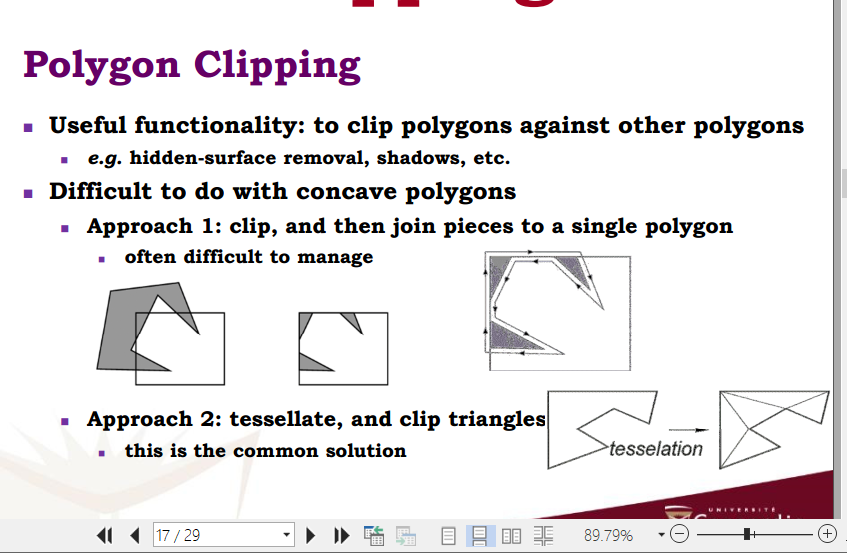 Polygon Clipping
Useful functionality: to clip polygons against other polygons
e.g. hidden-surface removal, shadows, etc.
Difficult to do with concave polygons
Approach 1: clip, and then join pieces to a single polygon
often difficult to manage
Approach 2: tessellate, and clip triangles
this is the common solution
tesselation
UNIVERSITÉ
17 / 29
89.79%